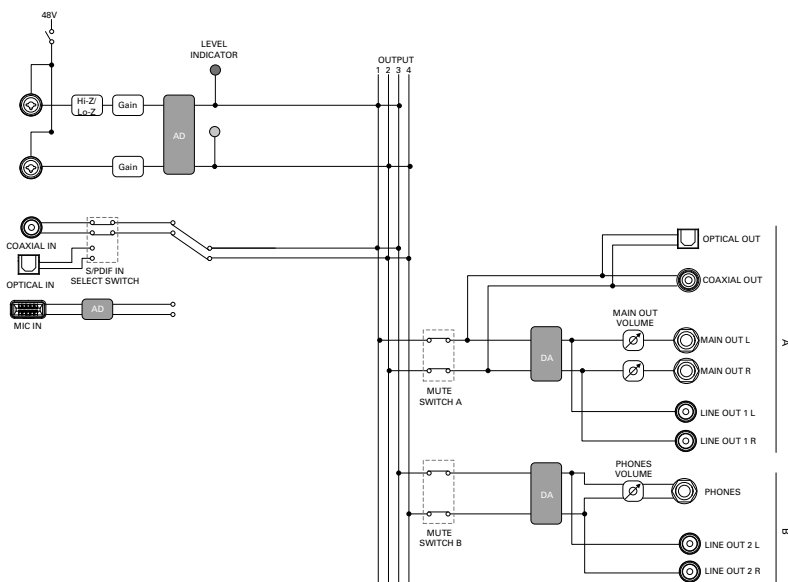 48V
LEVEL
INDICATOR
OUTPUT
1 2 3 4
Hi-Z/
Lo-Z
Gain
AD
Gain
COAXIAL IN
OPTICAL IN
S/PDIF IN
SELECT SWITCH
AD
MIC IN
OPTICAL OUT
COAXIAL OUT
MAIN OUT
VOLUME
MAIN OUT L
DA
MAIN OUT R
MUTE
SWITCH A
LINE OUT 1 L
LINE OUT 1 R
A
PHONES
VOLUME
DA
PHONES
MUTE
SWITCH B
LINE OUT 2 L
LINE OUT 2 R
B